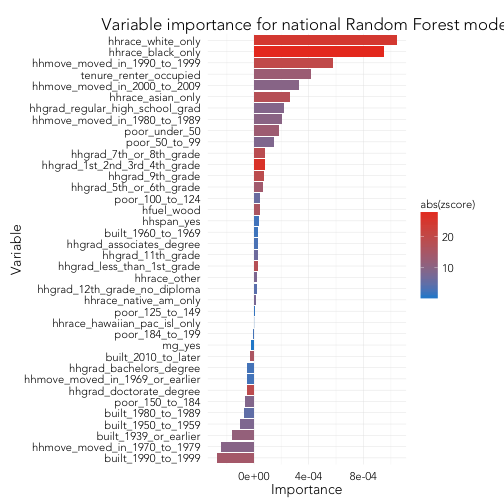 Variable importance for national Random Forest mode
hhrace_white_only
hhrace_black_only
hhmove_moved_in_1990_to_1999
tenure_renter_occupied
hhmove_moved_in_2000_to_2009
hhrace_asian_only
hhgrad_regular_high_school_grad
hhmove_moved_in_1980_to_1989
poor_under_50
poor_50_to_99
hhgrad_7th_or_8th_grade
hhgrad_1st_2nd_3rd_4th_grade
hhgrad_9th_grade
hhgrad_5th_or_6th_grade
poor_100_to_124
hfuel_wood
hhspan_yes
built_1960_to_1969
hhgrad_associates_degree
hhgrad_11th_grade
hhgrad_less_than_1st_grade
hhrace_other
hhgrad_12th_grade_no_diploma
hhrace_native_am_only
poor_125_to_149
hhrace_hawaiian_pac_isl_only
poor_184_to_199
mg_yes
built_2010_to_later
hhgrad_bachelors_degree
hhmove_moved_in_1969_or_earlier
hhgrad_doctorate_degree
poor_150_to_184
built_1980_to_1989
built_1950_to_1959
built_1939_or_earlier
hhmove_moved_in_1970_to_1979
built_1990_to_1999
Variable
0e+00 4e-04 8e-04
Importance
abs(zscore)
20
10